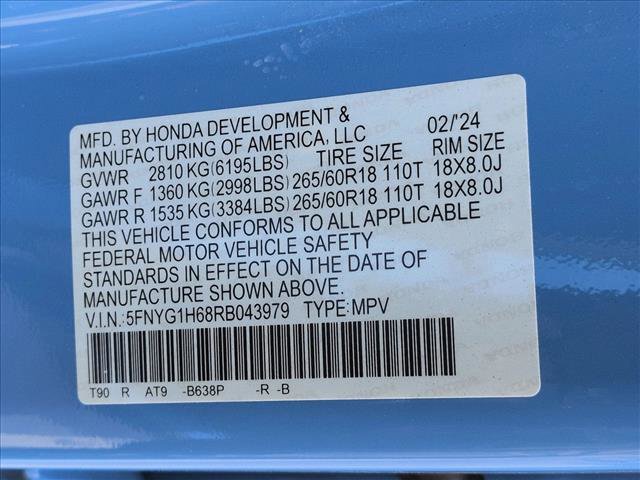 MFD. BY HONDA DEVELOPMENT & 02/'24
MANUFACTURING OF AMERICA, LLC
GVWR 2810 KG(6195LBS) TIRE SIZE RIM SIZE
GAWR F 1360 KG(2998LBS) 265/60R18 110T 18X8.0J
GAWR R 1535 KG(3384LBS) 265/60R18 110T 18X8.0J
THIS VEHICLE CONFORMS TO ALL APPLICABLE
FEDERAL MOTOR VEHICLE SAFETY
STANDARDS IN EFFECT ON THE DATE OF
MANUFACTURE SHOWN ABOVE.
V.I.N.:5FNYG1H68RB043979 TYPE:MPV
T90 R AT9 -B638P -R -B